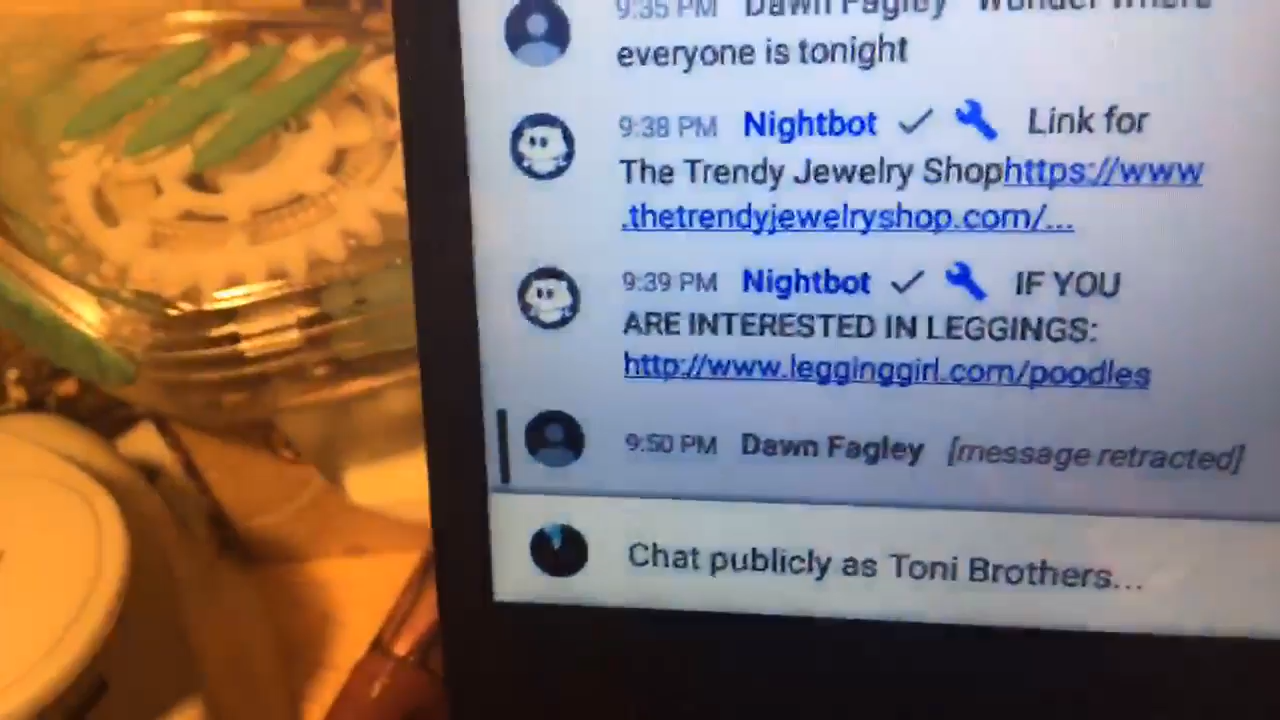 9:35 PM Dawn Fagley Wonder where
everyone is tonight
9:38 PM Nightbot Link for
The Trendy Jewelry Shophttps://www
.thetrendyjewelryshop.com/...
9:39 PM Nightbot IF YOU
ARE INTERESTED IN LEGGINGS:
http://www.legginggirl.com/poodles
9:50 PM Dawn Fagley [message retracted]
Chat publicly as Toni Brothers...